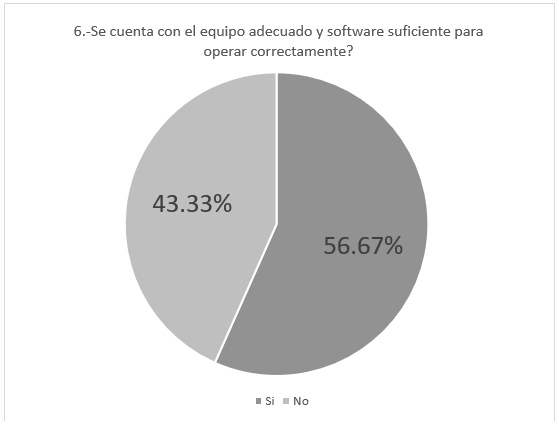 6.-Se cuenta con el equipo adecuado y software suficiente para
operar correctamente?
43.33%
56.67%
Si No